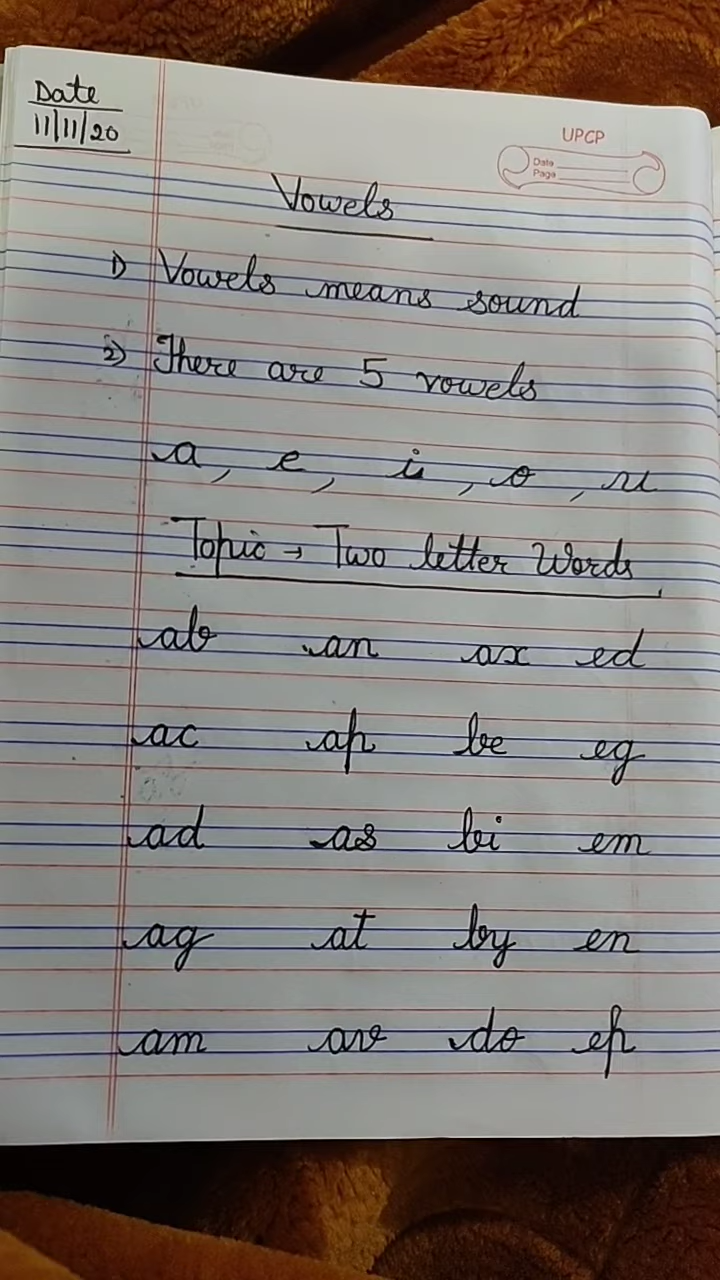 Date
11/11/20
UPCP
Date
Page
Vowels
1) Vowels means sound
2) There are 5 vowels
a, e, i, o, u
Topic → Two letter Words
ab an ax ed
ac ap be eg
ad as bi em
ag at by en
am av do ep